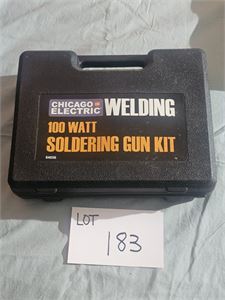 CHICAGO ELECTRIC WELDING
100 WATT
SOLDERING GUN KIT
LOT
183